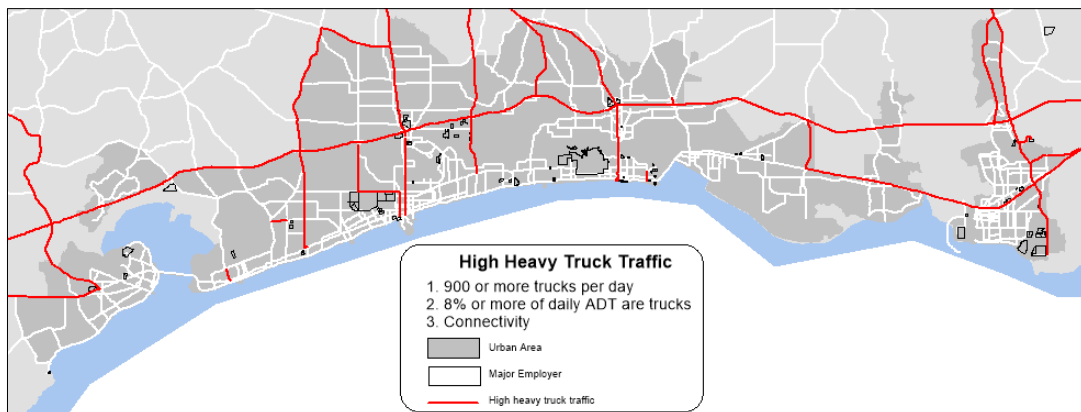 High Heavy Truck Traffic
1. 900 or more trucks per day
2. 8% or more of daily ADT are trucks
3. Connectivity
Urban Area
Major Employer
High heavy truck traffic